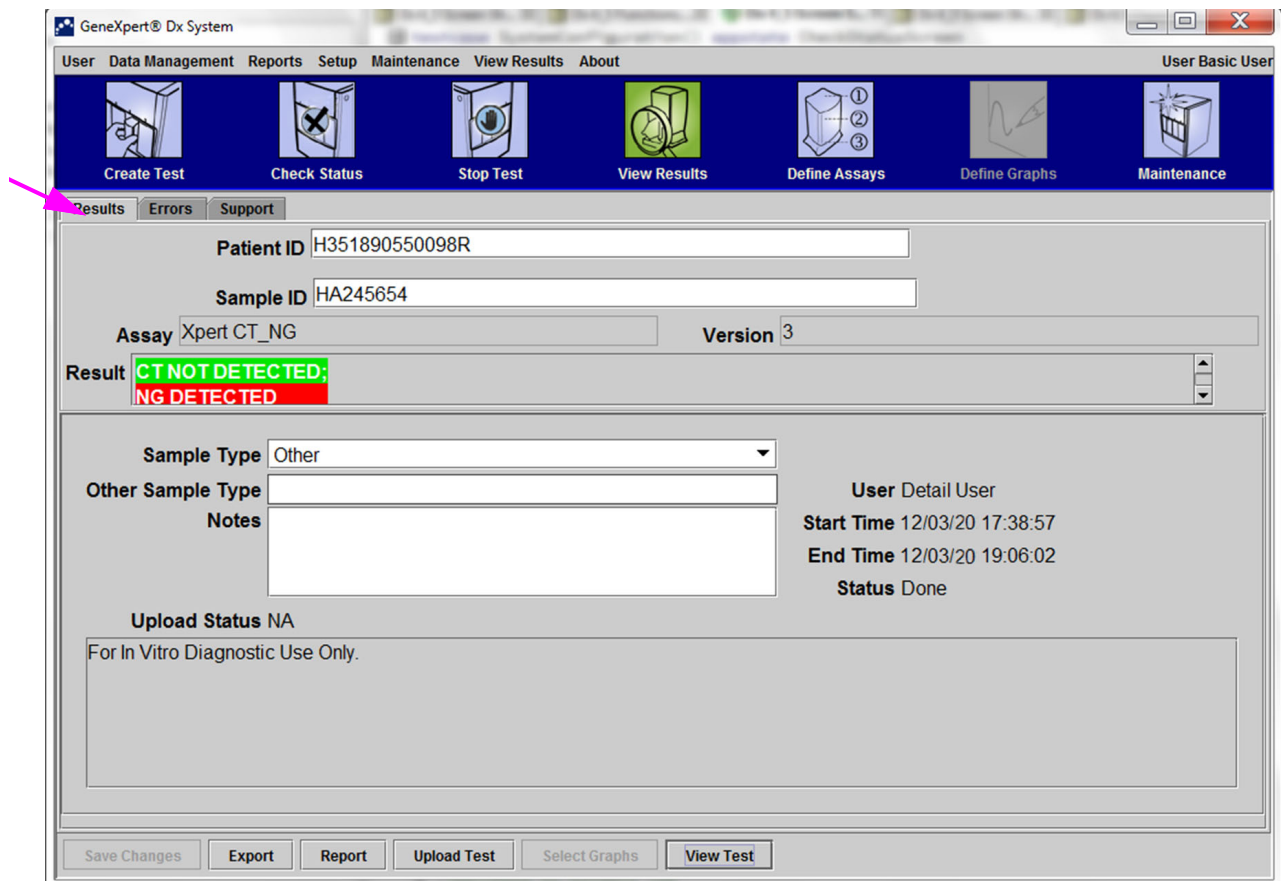 GeneXpert® Dx System
User Data Management Reports Setup Maintenance View Results About User Basic User
① ② ③
Create Test Check Status Stop Test View Results Define Assays Define Graphs Maintenance
Results Errors Support
Patient ID H351890550098R
Sample ID HA245654
Assay Xpert CT_NG Version 3
Result CT NOT DETECTED;
NG DETECTED
Sample Type Other
Other Sample Type User Detail User
Notes Start Time 12/03/20 17:38:57
End Time 12/03/20 19:06:02
Status Done
Upload Status NA
For In Vitro Diagnostic Use Only.
Save Changes Export Report Upload Test Select Graphs View Test